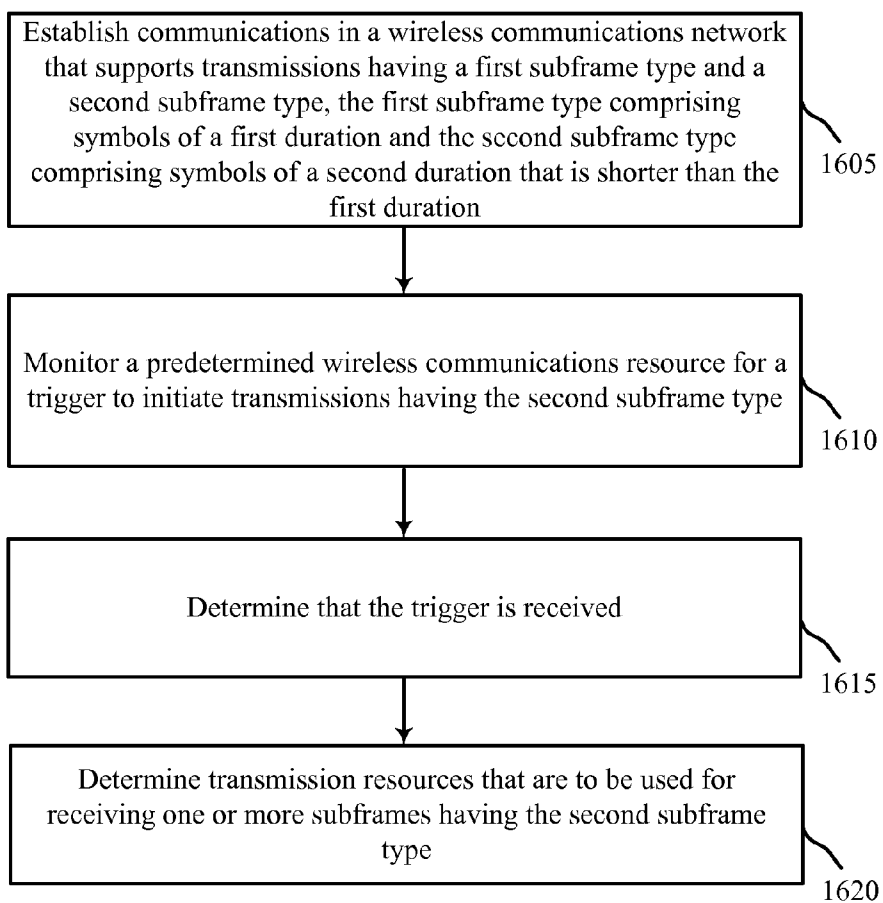 Establish communications in a wireless communications network
that supports transmissions having a first subframe type and a
second subframe type, the first subframe type comprising
symbols of a first duration and the second subframe type
comprising symbols of a second duration that is shorter than the
first duration
1605
Monitor a predetermined wireless communications resource for a
trigger to initiate transmissions having the second subframe type
1610
Determine that the trigger is received
1615
Determine transmission resources that are to be used for
receiving one or more subframes having the second subframe
type
1620